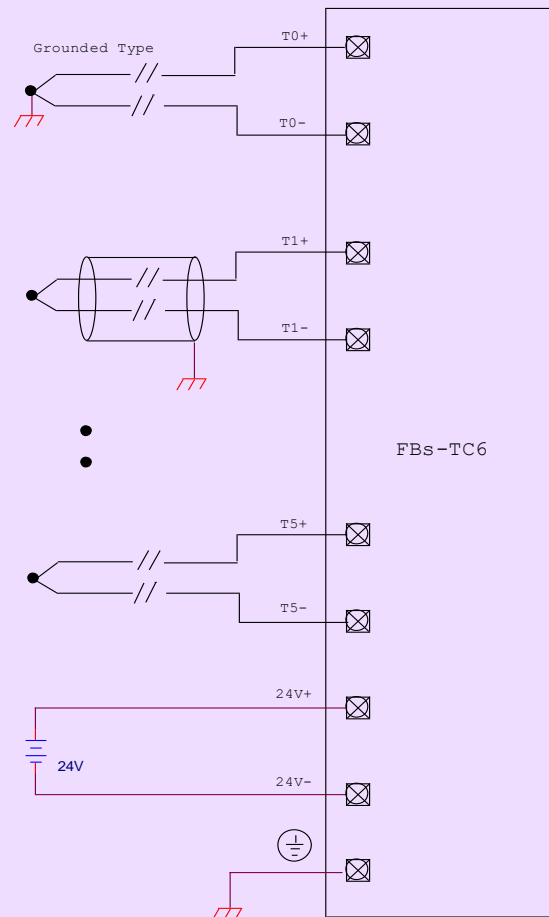 T0+
Grounded Type
T0-
T1+
T1-
FBs-TC6
T5+
T5-
24V+
24V
24V-